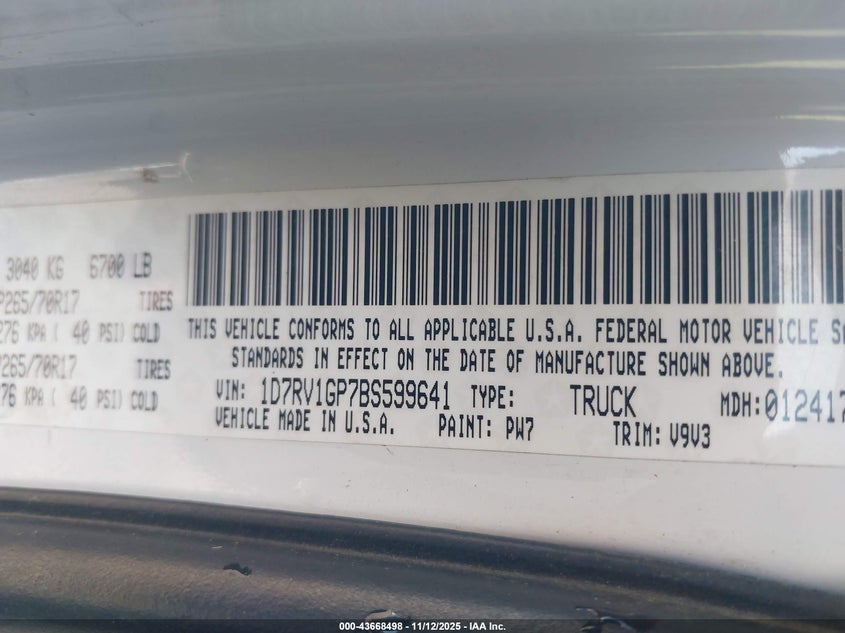 3040 KG 6700 LB
P265/70R17 TIRES
276 KPA ( 40 PSI) COLD
P265/70R17 TIRES
276 KPA ( 40 PSI) COLD
THIS VEHICLE CONFORMS TO ALL APPLICABLE U.S.A. FEDERAL MOTOR VEHICLE
STANDARDS IN EFFECT ON THE DATE OF MANUFACTURE SHOWN ABOVE.
VIN: 1D7RV1GP7BS599641 TYPE: TRUCK MDH: 012417
VEHICLE MADE IN U.S.A. PAINT: PW7 TRIM: V9V3
000-43668498 - 11/12/2025 - IAA Inc.